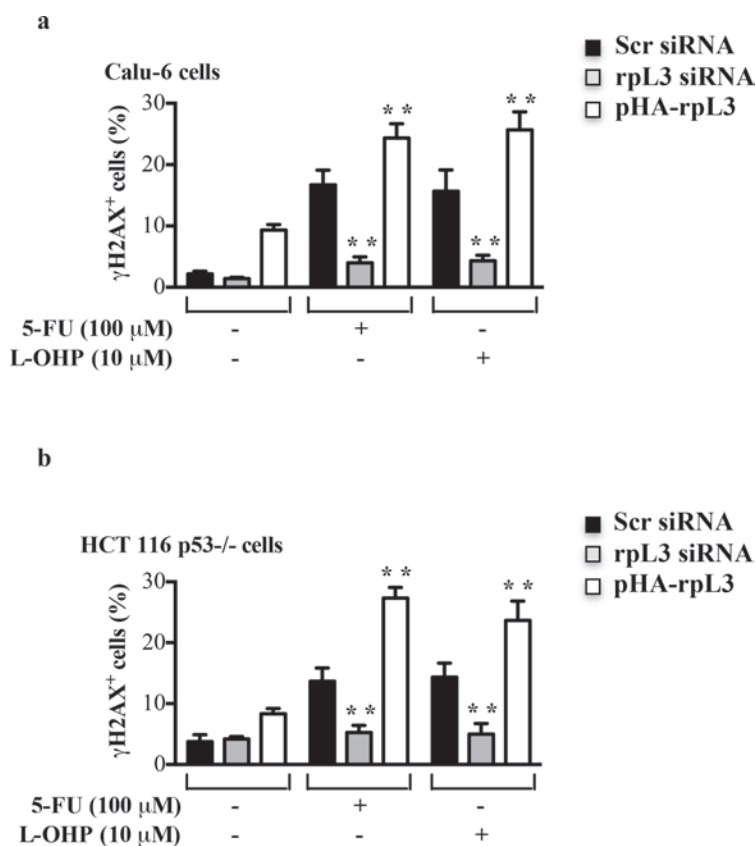 a
Scr siRNA
rpL3 siRNA
pHA-rpL3
Calu-6 cells
30
20
10
0
γH2AX⁺ cells (%)
** ** ** **
5-FU (100 μM) - + -
L-OHP (10 μM) - - +
b
Scr siRNA
rpL3 siRNA
pHA-rpL3
HCT 116 p53-/- cells
30
20
10
0
γH2AX⁺ cells (%)
** ** ** **
5-FU (100 μM) - + -
L-OHP (10 μM) - - +